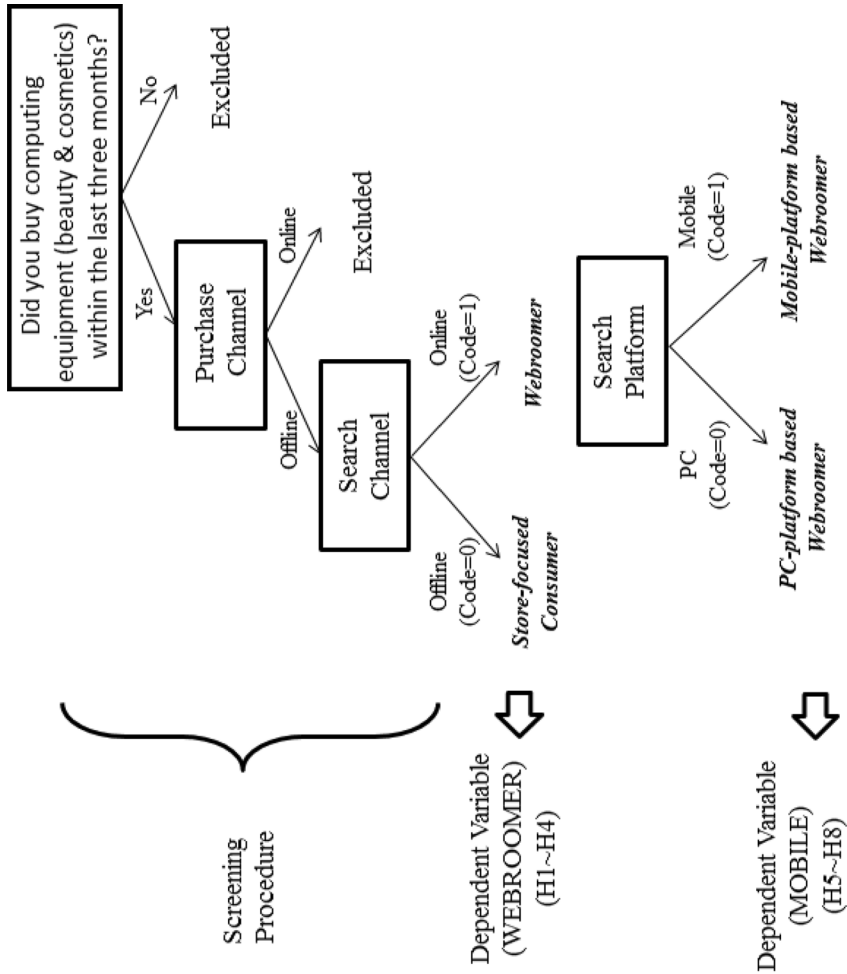 Did you buy computing
equipment (beauty & cosmetics)
within the last three months?
Yes
No
Purchase
Channel
Excluded
Offline
Online
Search
Channel
Excluded
Screening
Procedure
Offline
(Code=0)
Online
(Code=1)
Store-focused
Consumer
Webroomer
Dependent Variable
(WEBROOMER)
(H1~H4)
Search
Platform
PC
(Code=0)
Mobile
(Code=1)
PC-platform based
Webroomer
Mobile-platform based
Webroomer
Dependent Variable
(MOBILE)
(H5~H8)